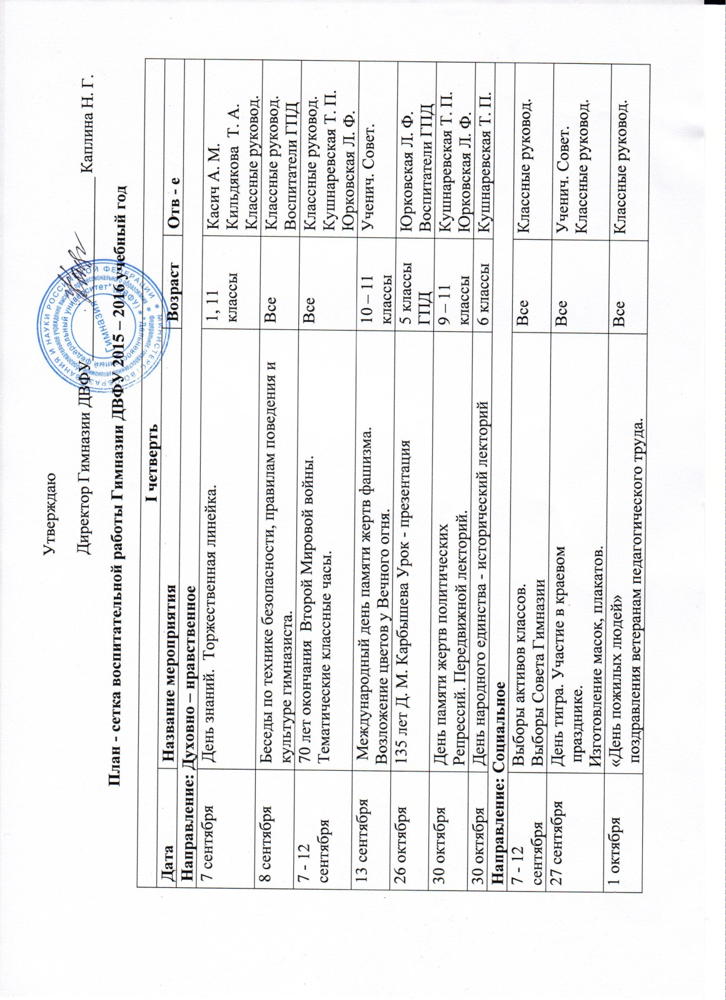 Утверждаю
Директор Гимназии ДВФУ ____________________ Каплина Н. Г.
МИНИСТЕРСТВО ОБРАЗОВАНИЯ И НАУКИ РОССИЙСКОЙ ФЕДЕРАЦИИ
Гимназия
План - сетка воспитательной работы Гимназии ДВФУ 2015 – 2016 учебный год
I четверть
Дата Название мероприятия Возраст Отв - е
Направление: Духовно – нравственное
7 сентября День знаний. Торжественная линейка. 1, 11 Касич А. М.
классы Кильдякова Т. А.
Классные руковод.
8 сентября Беседы по технике безопасности, правилам поведения и Все Классные руковод.
культуре гимназиста. Воспитатели ГПД
7 - 12 70 лет окончания Второй Мировой войны. Все Классные руковод.
сентября Тематические классные часы. Кушнаревская Т. П.
Юрковская Л. Ф.
13 сентября Международный день памяти жертв фашизма. 10 – 11 Ученич. Совет.
Возложение цветов у Вечного огня. классы
26 октября 135 лет Д. М. Карбышева Урок - презентация 5 классы Юрковская Л. Ф.
ГПД Воспитатели ГПД
30 октября День памяти жертв политических 9 – 11 Кушнаревская Т. П.
Репрессий. Передвижной лекторий. классы Юрковская Л. Ф.
30 октября День народного единства - исторический лекторий 6 классы Кушнаревская Т. П.
Направление: Социальное
7 - 12 Выборы активов классов. Все Классные руковод.
сентября Выборы Совета Гимназии
27 сентября День тигра. Участие в краевом Все Ученич. Совет.
празднике. Классные руковод.
Изготовление масок, плакатов.
1 октября «День пожилых людей» Все Классные руковод.
поздравления ветеранам педагогического труда.